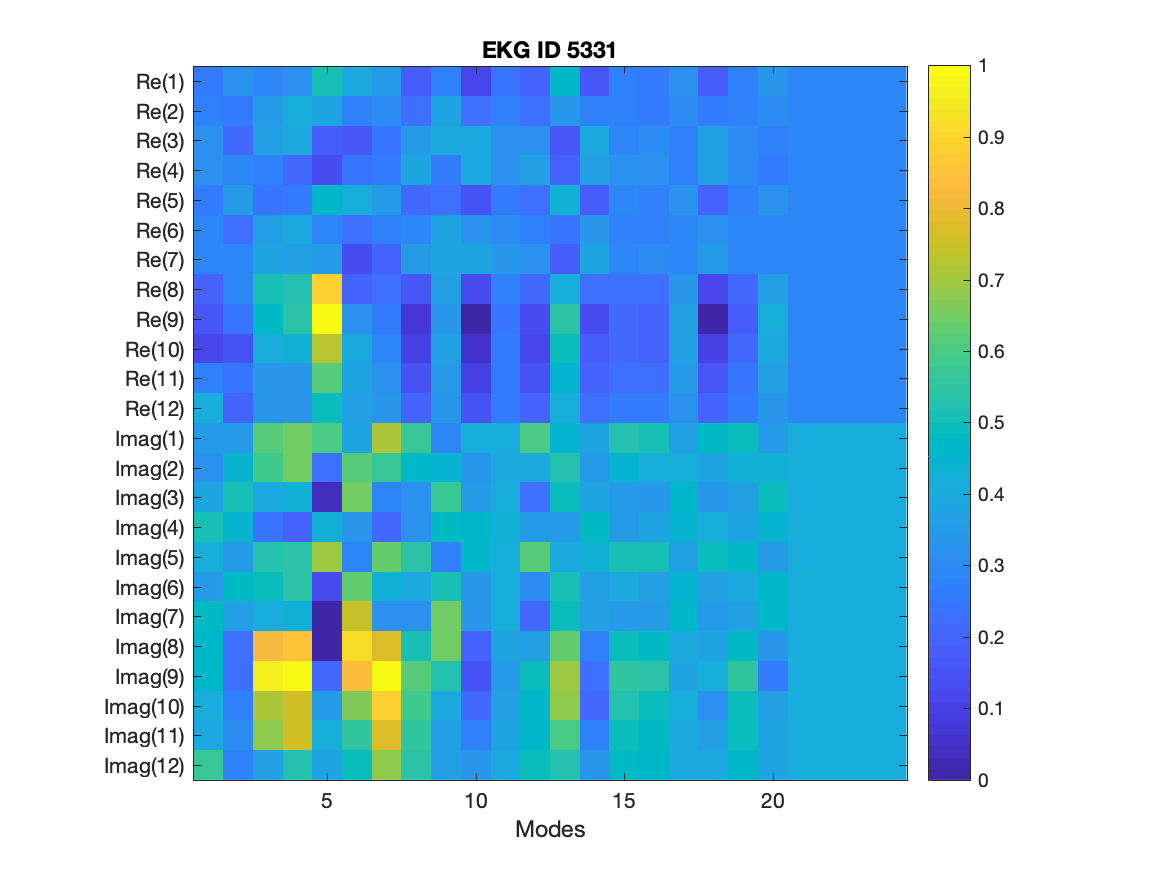 EKG ID 5331
Re(1)
Re(2)
Re(3)
Re(4)
Re(5)
Re(6)
Re(7)
Re(8)
Re(9)
Re(10)
Re(11)
Re(12)
Imag(1)
Imag(2)
Imag(3)
Imag(4)
Imag(5)
Imag(6)
Imag(7)
Imag(8)
Imag(9)
Imag(10)
Imag(11)
Imag(12)
5 10 15 20
Modes
1
0.9
0.8
0.7
0.6
0.5
0.4
0.3
0.2
0.1
0